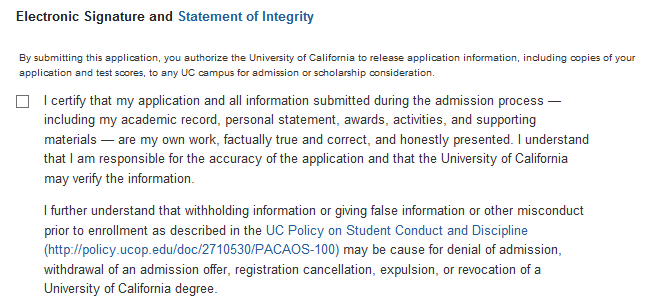 Electronic Signature and Statement of Integrity
By submitting this application, you authorize the University of California to release application information, including copies of your
application and test scores, to any UC campus for admission or scholarship consideration.
I certify that my application and all information submitted during the admission process —
including my academic record, personal statement, awards, activities, and supporting
materials — are my own work, factually true and correct, and honestly presented. I understand
that I am responsible for the accuracy of the application and that the University of California
may verify the information.
I further understand that withholding information or giving false information or other misconduct
prior to enrollment as described in the UC Policy on Student Conduct and Discipline
(http://policy.ucop.edu/doc/2710530/PACAOS-100) may be cause for denial of admission,
withdrawal of an admission offer, registration cancellation, expulsion, or revocation of a
University of California degree.